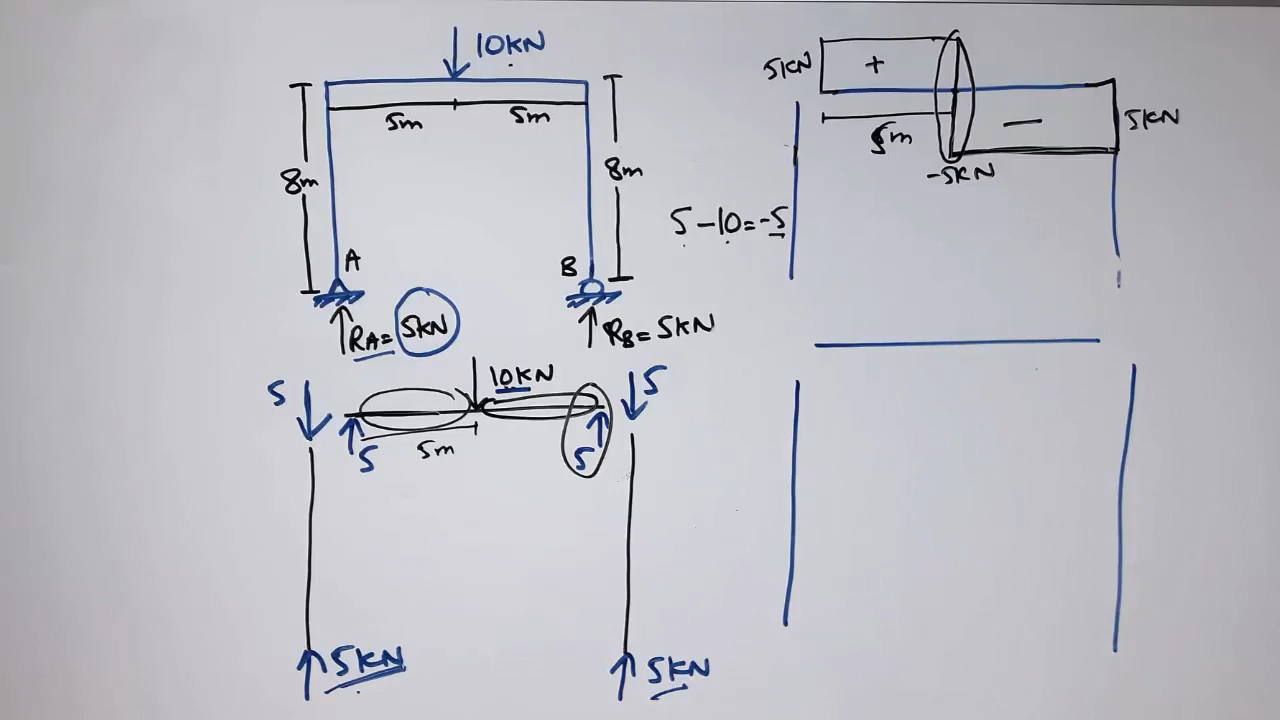 10KN
5m 5m
8m
8m
A
B
RA= 5KN
RB= 5KN
5KN
+
5m
—
5KN
-5KN
5-10=-5
5
10KN
5
5
5m
5
5KN
5KN